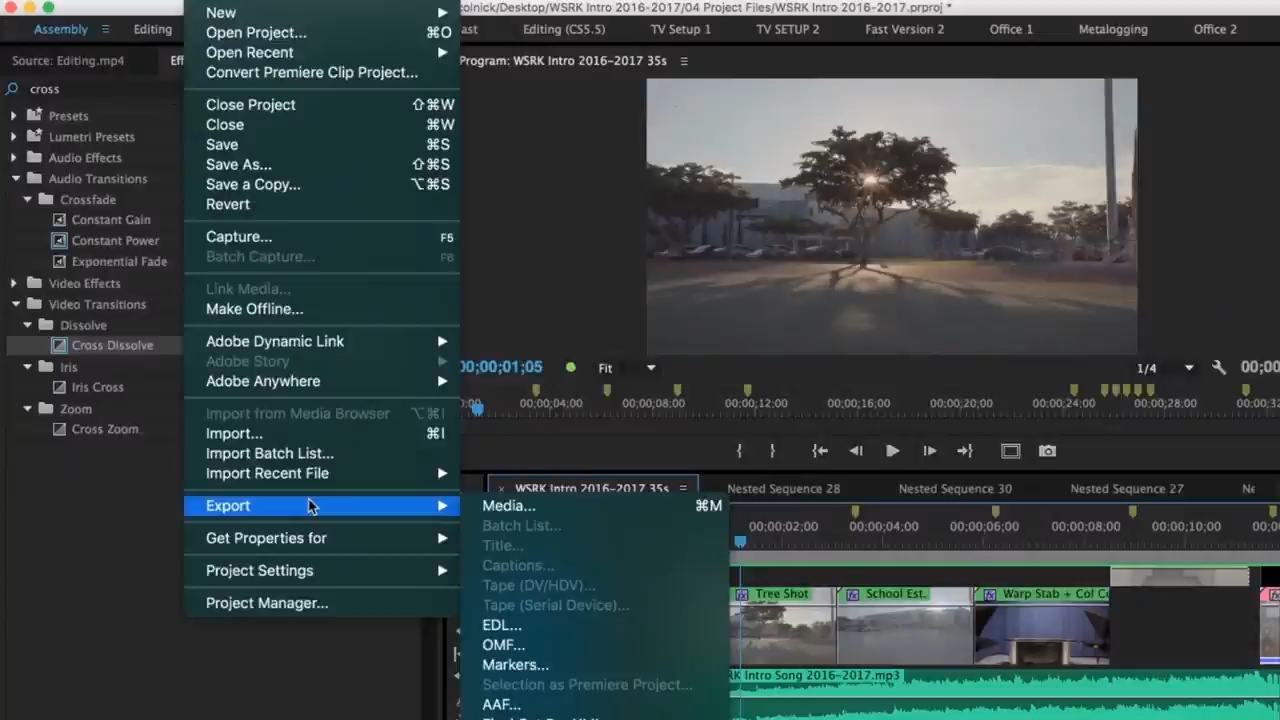 olnick/Desktop/WSRK Intro 2016-2017/04 Project Files/WSRK Intro 2016-2017.prproj *
Assembly
Editing
Editing (CS5.5)
TV Setup 1
TV SETUP 2
Fast Version 2
Office 1
Metalogging
Office 2
Source: Editing.mp4
Program: WSRK Intro 2016-2017 35s
cross
Presets
Lumetri Presets
Audio Effects
Audio Transitions
Crossfade
Constant Gain
Constant Power
Exponential Fade
Video Effects
Video Transitions
Dissolve
Cross Dissolve
Iris
Iris Cross
Zoom
Cross Zoom
New
Open Project... ⌘O
Open Recent
Convert Premiere Clip Project...
Close Project ⇧⌘W
Close ⌘W
Save ⌘S
Save As... ⇧⌘S
Save a Copy... ⌥⌘S
Revert
Capture... F5
Batch Capture... F6
Link Media...
Make Offline...
Adobe Dynamic Link
Adobe Story
Adobe Anywhere
Import from Media Browser ⌥⌘I
Import... ⌘I
Import Batch List...
Import Recent File
Export
Get Properties for
Project Settings
Project Manager...
Media... ⌘M
Batch List...
Title...
Captions...
Tape (DV/HDV)...
Tape (Serial Device)...
EDL...
OMF...
Markers...
Selection as Premiere Project...
AAF...
00;00;01;05
Fit
1/4
00;00
00;00;04;00
00;00;08;00
00;00;12;00
00;00;16;00
00;00;20;00
00;00;24;00
00;00;28;00
00;00;32
WSRK Intro 2016-2017 35s
Nested Sequence 28
Nested Sequence 30
Nested Sequence 27
Ne
00;00;02;00
00;00;04;00
00;00;06;00
00;00;08;00
00;00;10;00
Tree Shot
School Est.
Warp Stab + Col Co
RK Intro Song 2016-2017.mp3